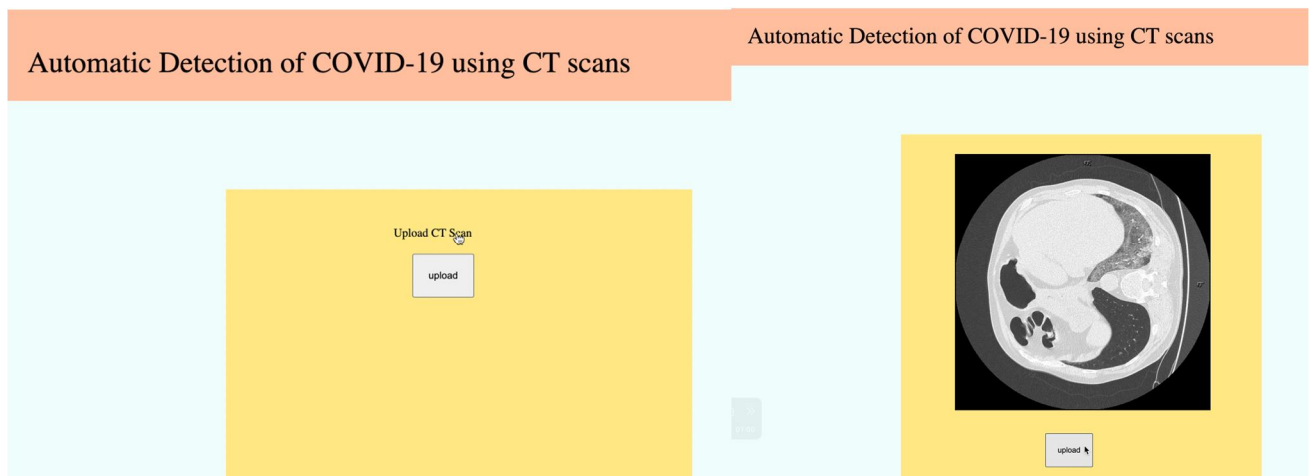 Automatic Detection of COVID-19 using CT scans
Upload CT Scan
upload
Automatic Detection of COVID-19 using CT scans
upload